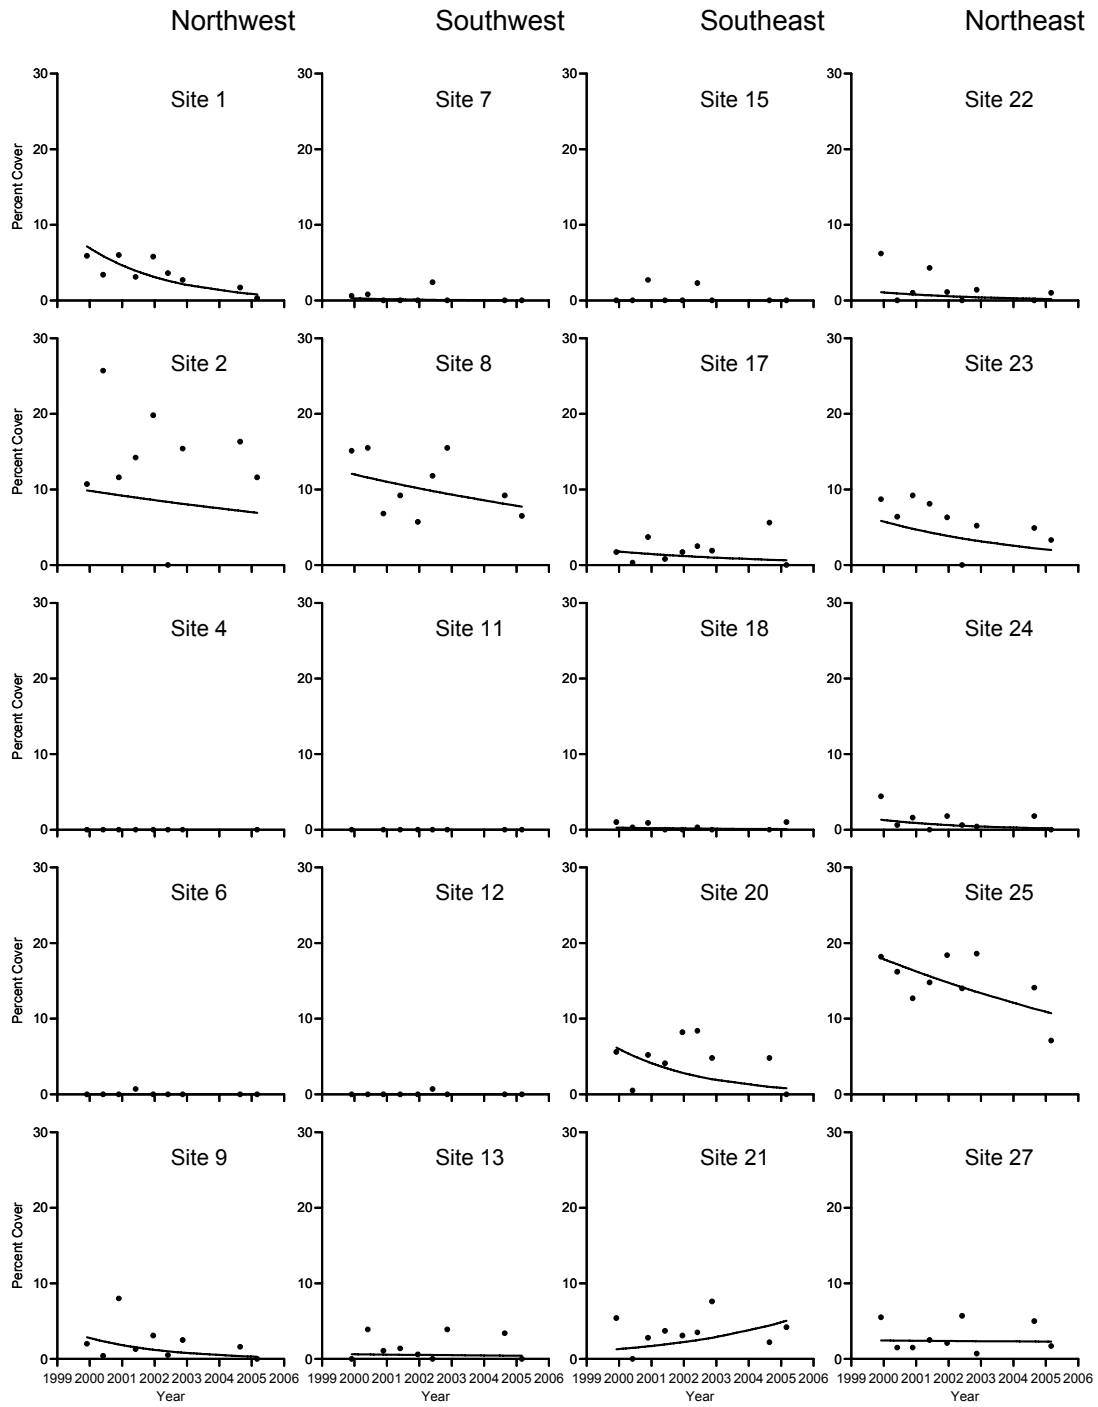 Northwest Southwest Southeast Northeast
30 30 30 30
Site 1 Site 7 Site 15 Site 22
20 20 20 20
Percent Cover
10 10 10 10
0 0 0 0
30 30 30 30
Site 2 Site 8 Site 17 Site 23
20 20 20 20
Percent Cover
10 10 10 10
0 0 0 0
30 30 30 30
Site 4 Site 11 Site 18 Site 24
20 20 20 20
Percent Cover
10 10 10 10
0 0 0 0
30 30 30 30
Site 6 Site 12 Site 20 Site 25
20 20 20 20
Percent Cover
10 10 10 10
0 0 0 0
30 30 30 30
Site 9 Site 13 Site 21 Site 27
20 20 20 20
Percent Cover
10 10 10 10
0 0 0 0
1999 2000 2001 2002 2003 2004 2005 2006 1999 2000 2001 2002 2003 2004 2005 2006 1999 2000 2001 2002 2003 2004 2005 2006 1999 2000 2001 2002 2003 2004 2005 2006
Year Year Year Year